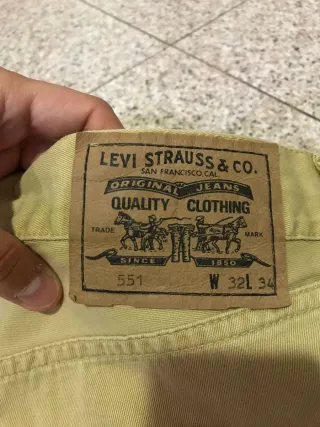 LEVI STRAUSS & CO.
SAN FRANCISCO CAL.
ORIGINAL JEANS
QUALITY CLOTHING
TRADE MARK
SINCE 1850
551 W 32 L 34